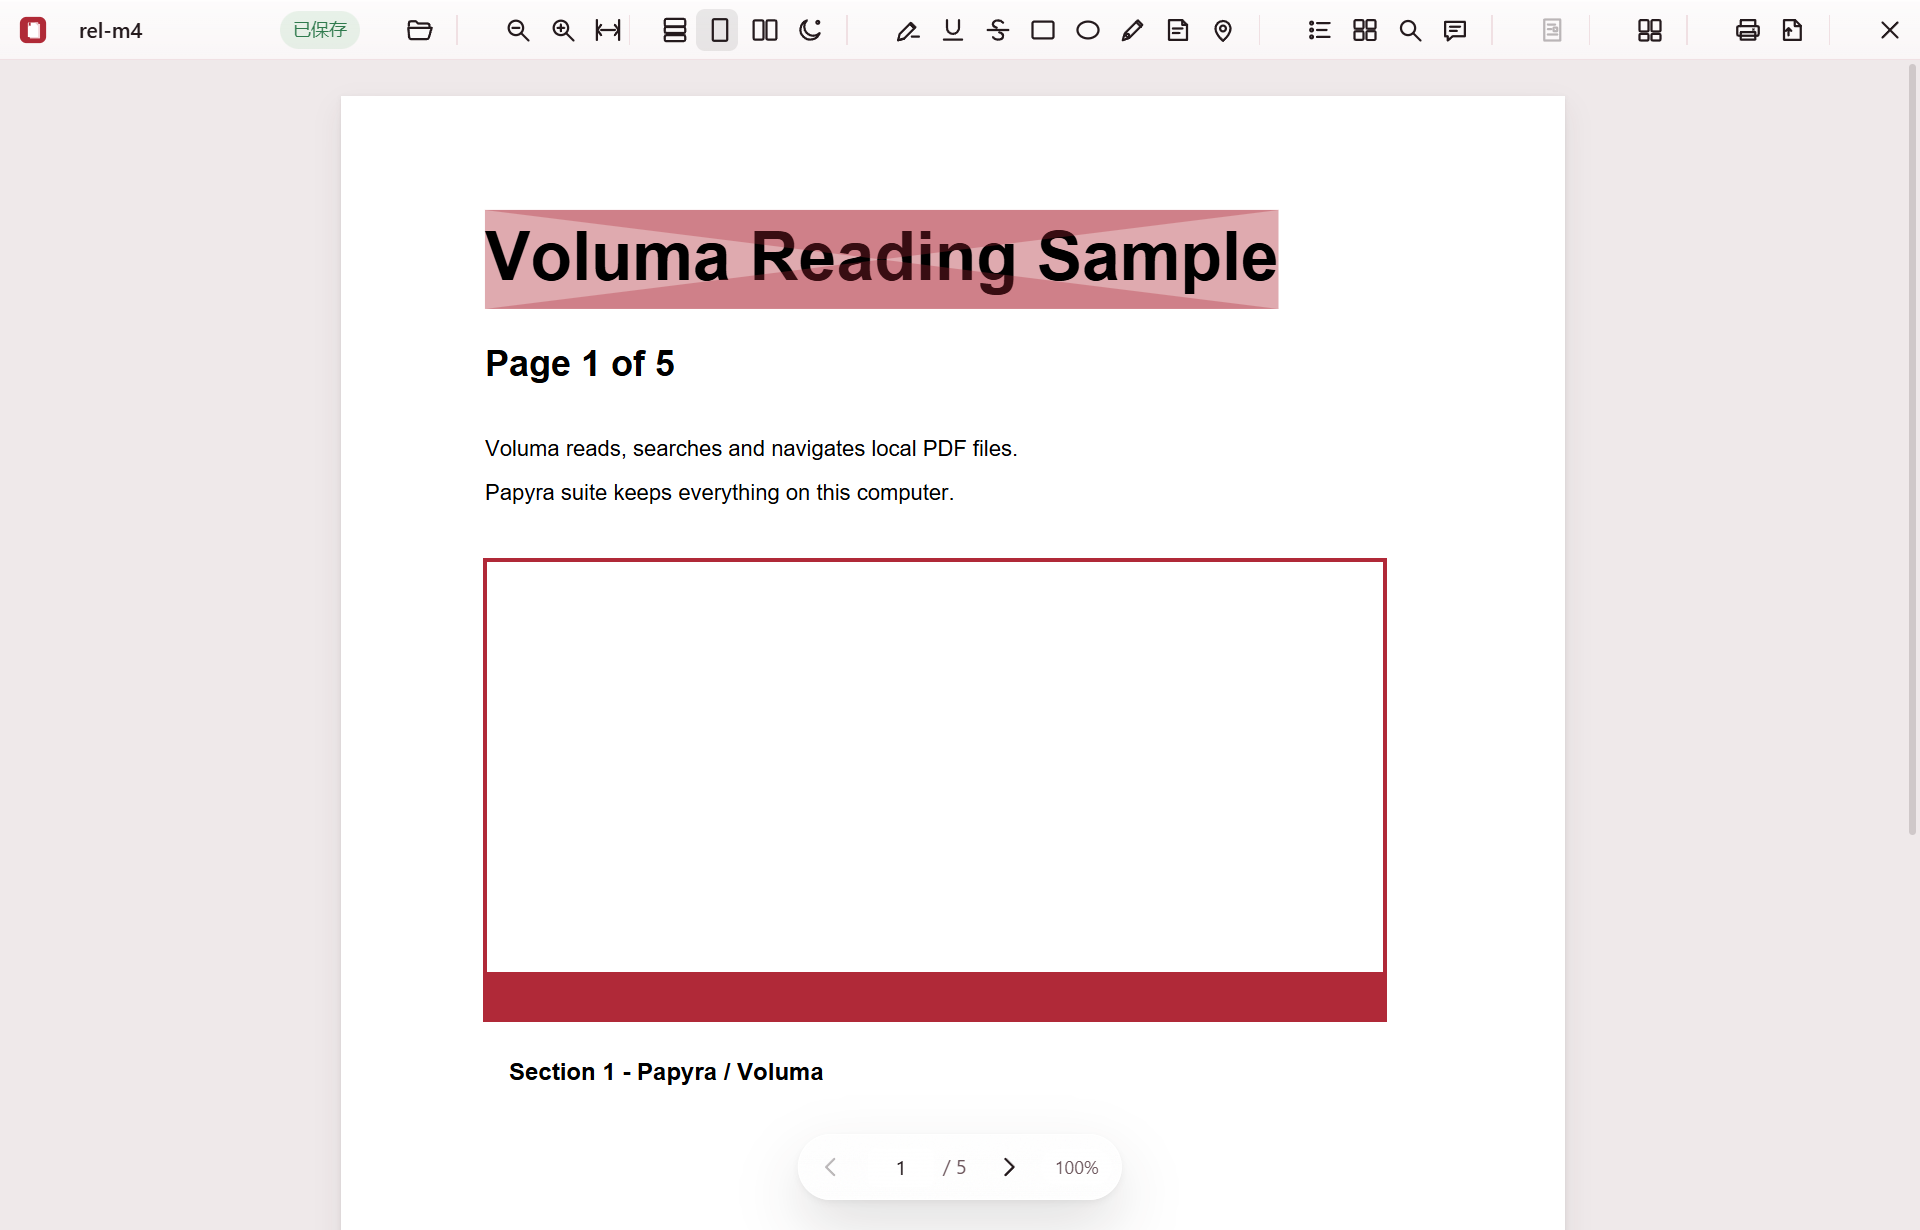 rel-m4
已保存
Voluma Reading Sample
Page 1 of 5
Voluma reads, searches and navigates local PDF files.
Papyra suite keeps everything on this computer.
Section 1 - Papyra / Voluma
1 / 5 100%